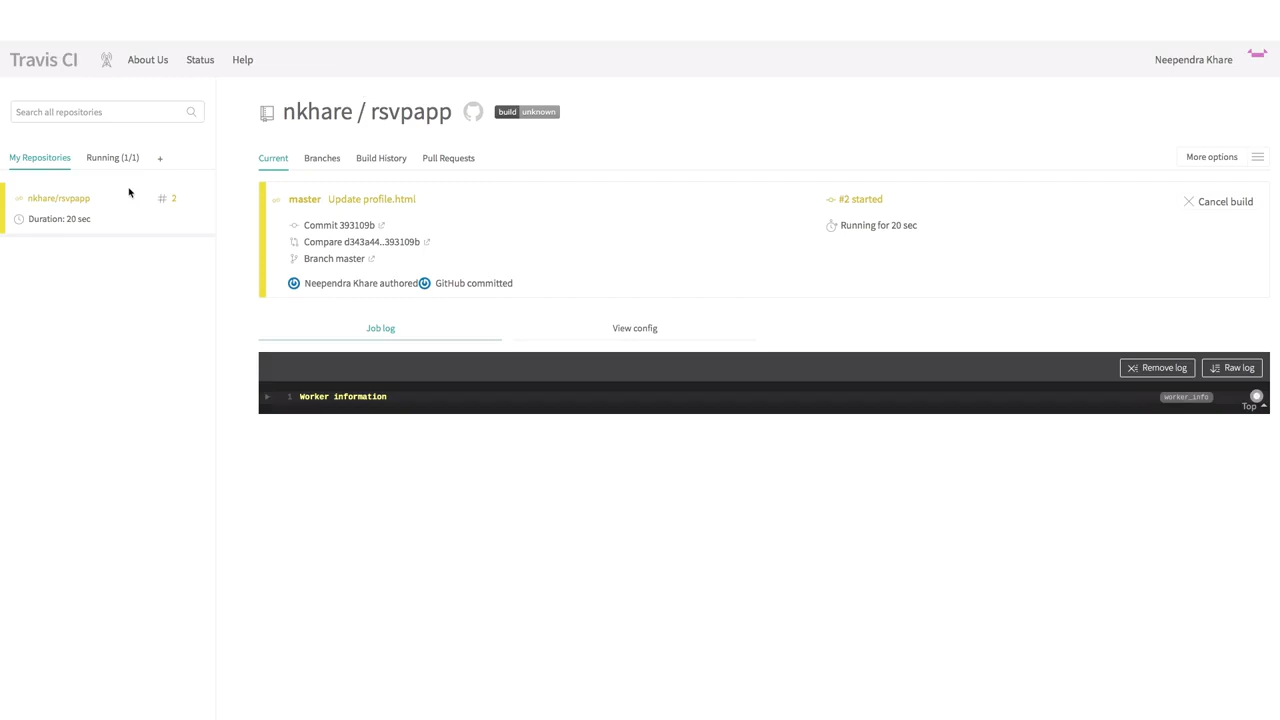 Travis CI About Us Status Help Neependra Khare
Search all repositories
nkhare / rsvpapp build unknown
My Repositories Running (1/1) +
Current Branches Build History Pull Requests More options
nkhare/rsvpapp # 2
Duration: 20 sec
master Update profile.html #2 started Cancel build
Commit 393109b Running for 20 sec
Compare d343a44..393109b
Branch master
Neependra Khare authored GitHub committed
Job log View config
Remove log Raw log
1 Worker information worker_info
Top